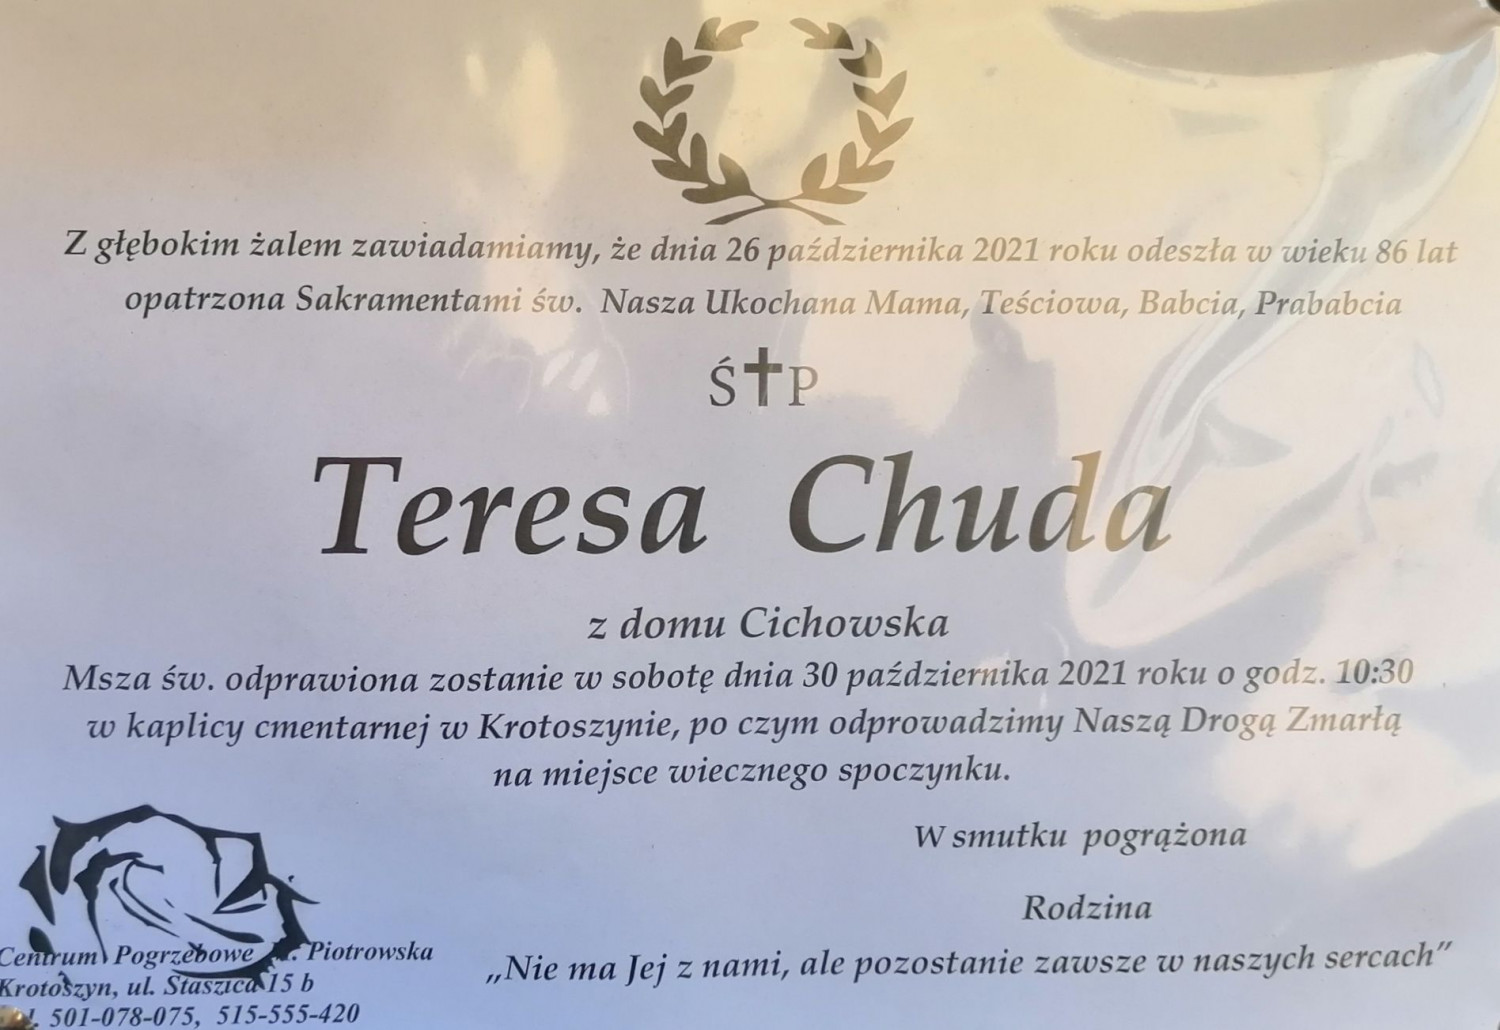 Z głębokim żalem zawiadamiamy, że dnia 26 października 2021 roku odeszła w wieku 86 lat
opatrzona Sakramentami św. Nasza Ukochana Mama, Teściowa, Babcia, Prababcia
Ś✝P
Teresa Chuda
z domu Cichowska
Msza św. odprawiona zostanie w sobotę dnia 30 października 2021 roku o godz. 10:30
w kaplicy cmentarnej w Krotoszynie, po czym odprowadzimy Naszą Drogą Zmarłą
na miejsce wiecznego spoczynku.
W smutku pogrążona
Rodzina
„Nie ma Jej z nami, ale pozostanie zawsze w naszych sercach”
Centrum Pogrzebowe Piotrowska
Krotoszyn, ul. Staszica 15 b
501-078-075, 515-555-420